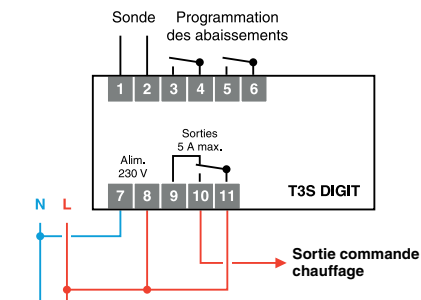 Sonde
Programmation
des abaissements
1 2 3 4 5 6
Sorties
5 A max.
Alim.
230 V
7 8 9 10 11
T3S DIGIT
N L
Sortie commande
chauffage